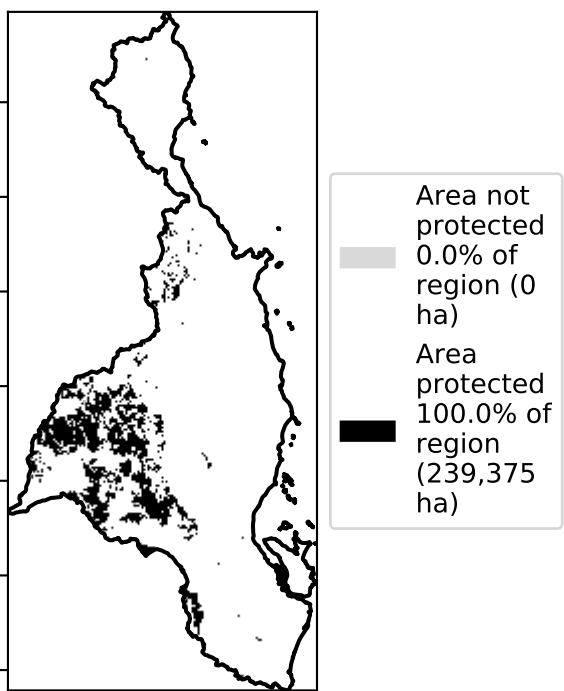 Area not
protected
0.0% of
region (0
ha)
Area
protected
100.0% of
region
(239,375
ha)